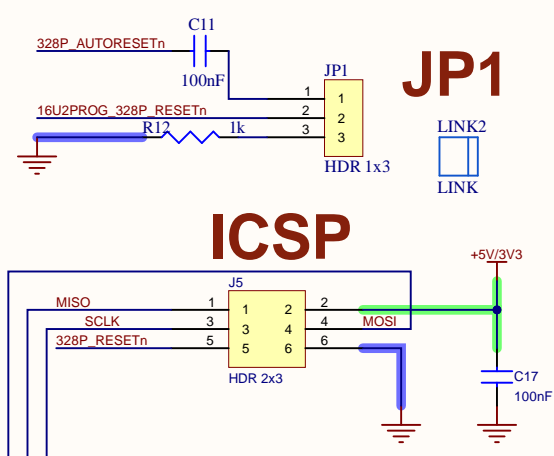 C11
328P_AUTORESETn
100nF
JP1
JP1
1 1
16U2PROG_328P_RESETn 2 2
R12 1k 3 3
HDR 1x3
LINK2
LINK
ICSP
+5V/3V3
J5
MISO 1 1 2 2
SCLK 3 3 4 4 MOSI
328P_RESETn 5 5 6 6
HDR 2x3
C17
100nF